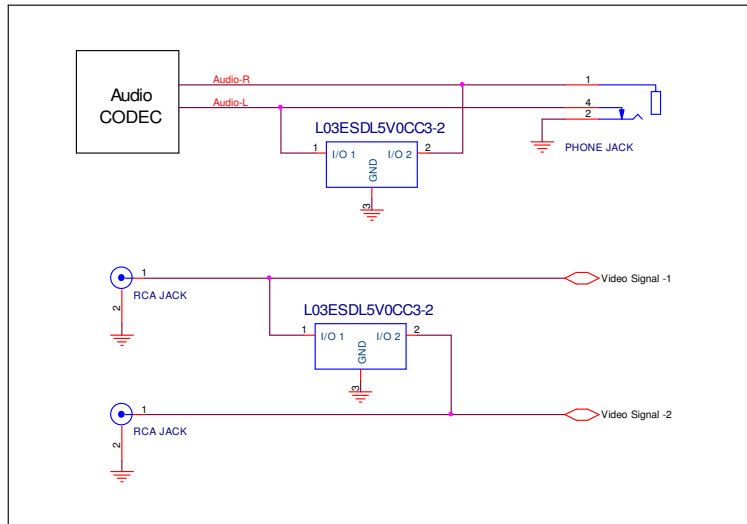 Audio
CODEC
Audio-R
Audio-L
1
4
2
PHONE JACK
L03ESDL5V0CC3-2
1
I/O 1
I/O 2
2
GND
3
1
RCA JACK
2
Video Signal -1
L03ESDL5V0CC3-2
1
I/O 1
I/O 2
2
GND
3
1
RCA JACK
2
Video Signal -2